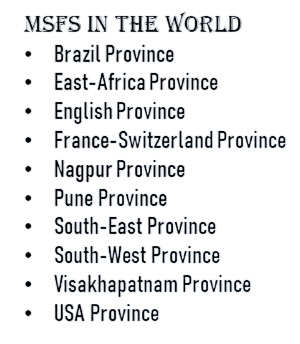 MSFS IN THE WORLD
• Brazil Province
• East-Africa Province
• English Province
• France-Switzerland Province
• Nagpur Province
• Pune Province
• South-East Province
• South-West Province
• Visakhapatnam Province
• USA Province